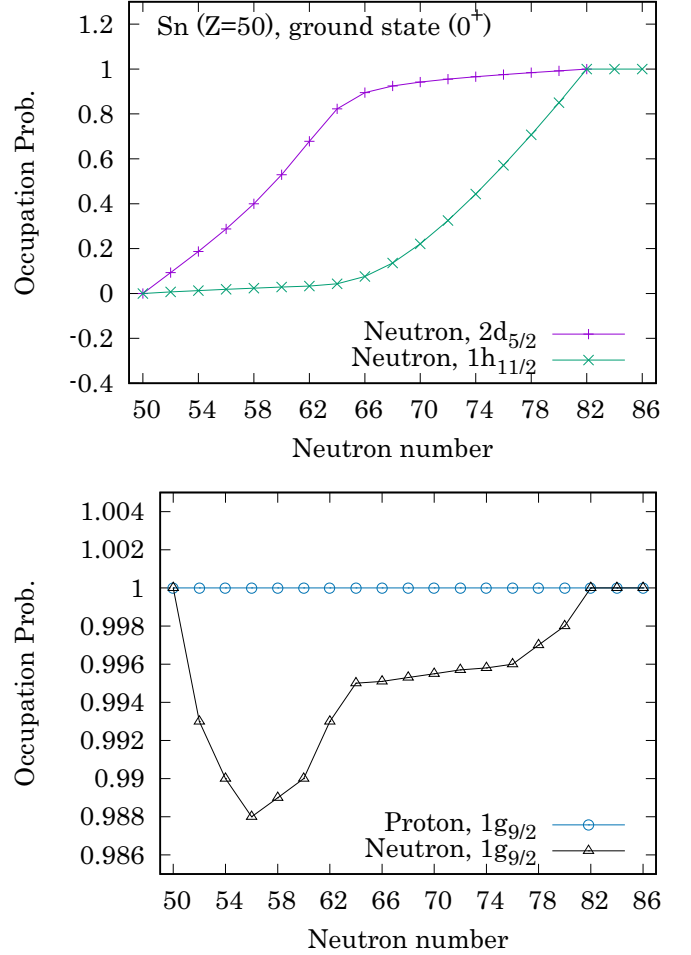 Sn (Z=50), ground state (0⁺)
1.2
1
0.8
0.6
0.4
0.2
0
-0.2
-0.4
Occupation Prob.
Neutron, 2d₅/₂
Neutron, 1h₁₁/₂
50 54 58 62 66 70 74 78 82 86
Neutron number
1.004
1.002
1
0.998
0.996
0.994
0.992
0.99
0.988
0.986
Occupation Prob.
Proton, 1g₉/₂
Neutron, 1g₉/₂
50 54 58 62 66 70 74 78 82 86
Neutron number